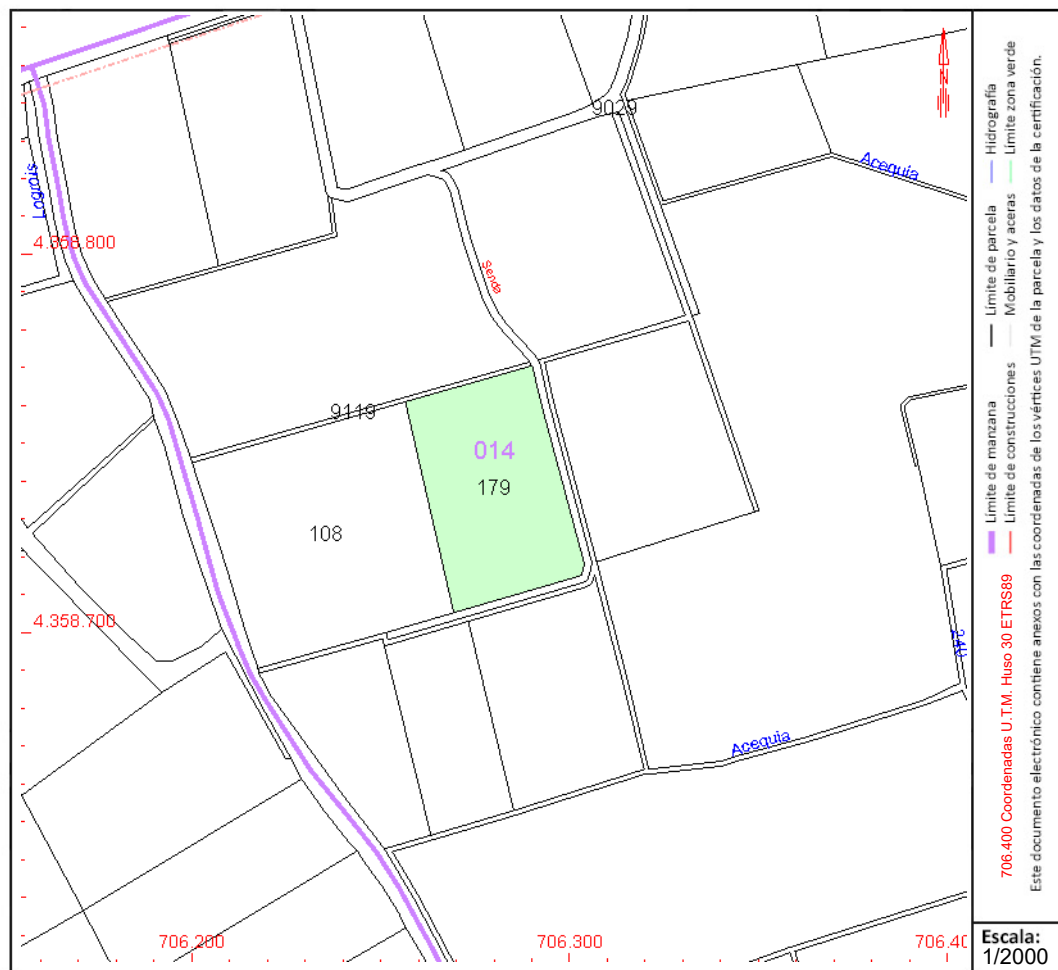 9029
Acequia
Lagrars
4.358.800
Senda
9119
014
179
108
4.358.700
240
Acequia
706.200
706.300
706.40
N
Límite de manzana
Límite de parcela
Hidrografía
Límite de construcciones
Mobiliario y aceras
Límite zona verde
706.400 Coordenadas U.T.M. Huso 30 ETRS89
Este documento electrónico contiene anexos con las coordenadas de los vértices UTM de la parcela y los datos de la certificación.
Escala:
1/2000